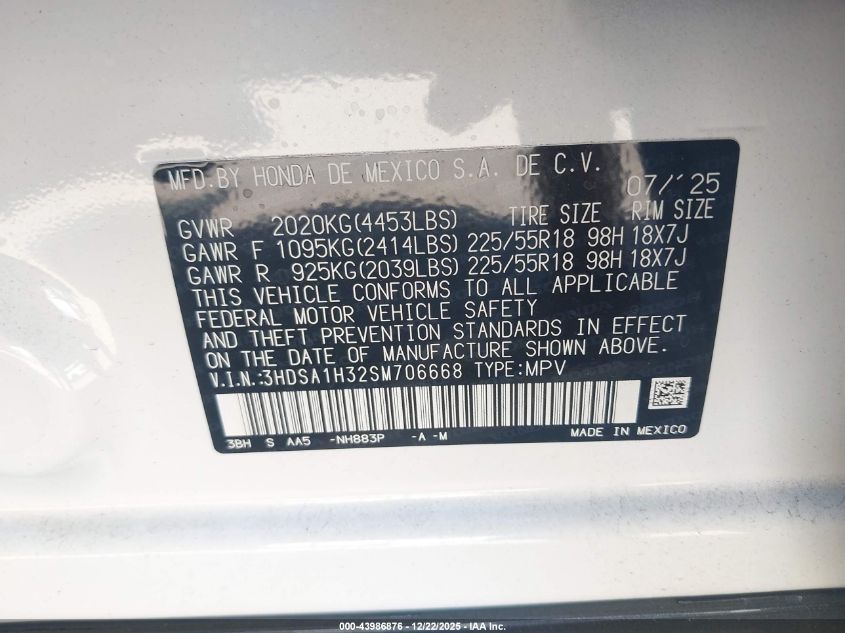 MFD.BY HONDA DE MEXICO S.A. DE C.V. 07/'25
GVWR 2020KG(4453LBS) TIRE SIZE RIM SIZE
GAWR F 1095KG(2414LBS) 225/55R18 98H 18X7J
GAWR R 925KG(2039LBS) 225/55R18 98H 18X7J
THIS VEHICLE CONFORMS TO ALL APPLICABLE
FEDERAL MOTOR VEHICLE SAFETY
AND THEFT PREVENTION STANDARDS IN EFFECT
ON THE DATE OF MANUFACTURE SHOWN ABOVE.
V.I.N.:3HDSA1H32SM706668 TYPE:MPV
3BH S AA5 -NH883P -A -M MADE IN MEXICO
000-43986876 - 12/22/2025 - IAA Inc.